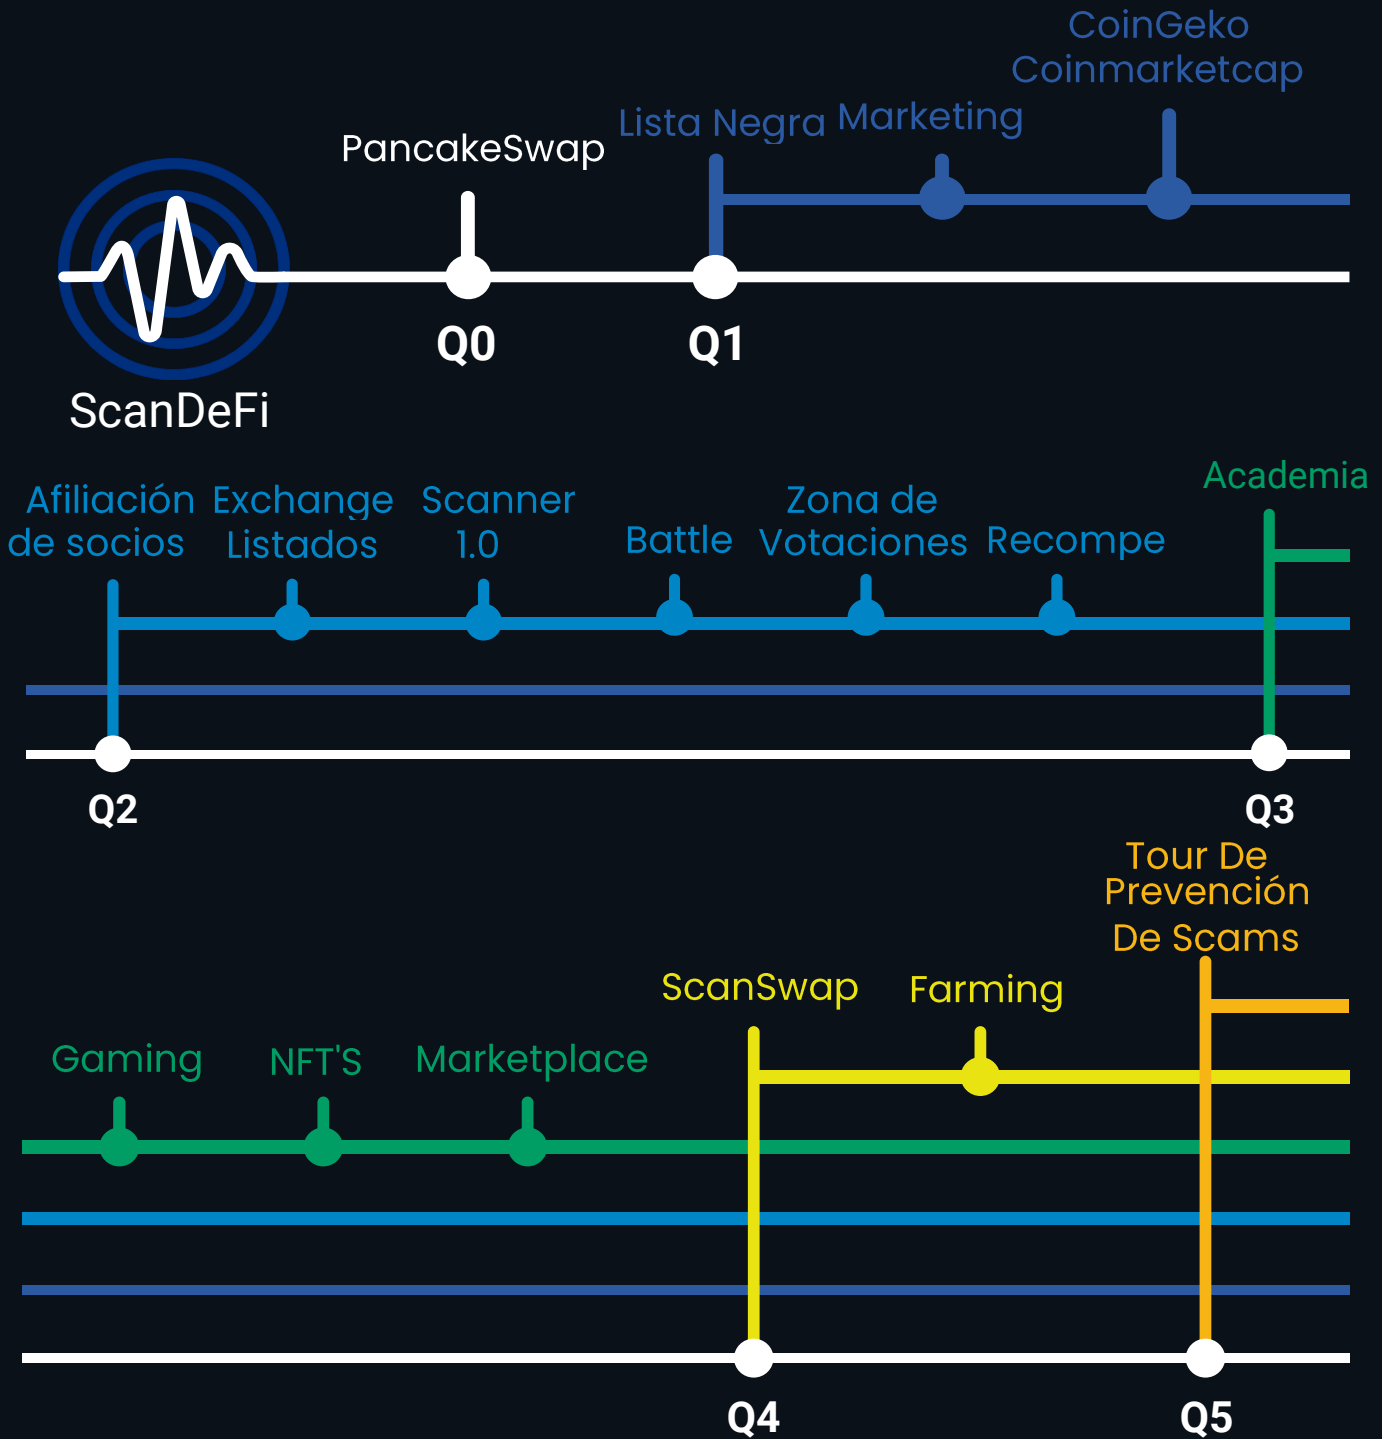 CoinGeko
Coinmarketcap
Lista Negra
Marketing
PancakeSwap
Q0
Q1
ScanDeFi
Academia
Afiliación
de socios
Exchange
Listados
Scanner
1.0
Battle
Zona de
Votaciones
Recompe
Q2
Q3
Tour De
Prevención
De Scams
ScanSwap
Farming
Gaming
NFT'S
Marketplace
Q4
Q5